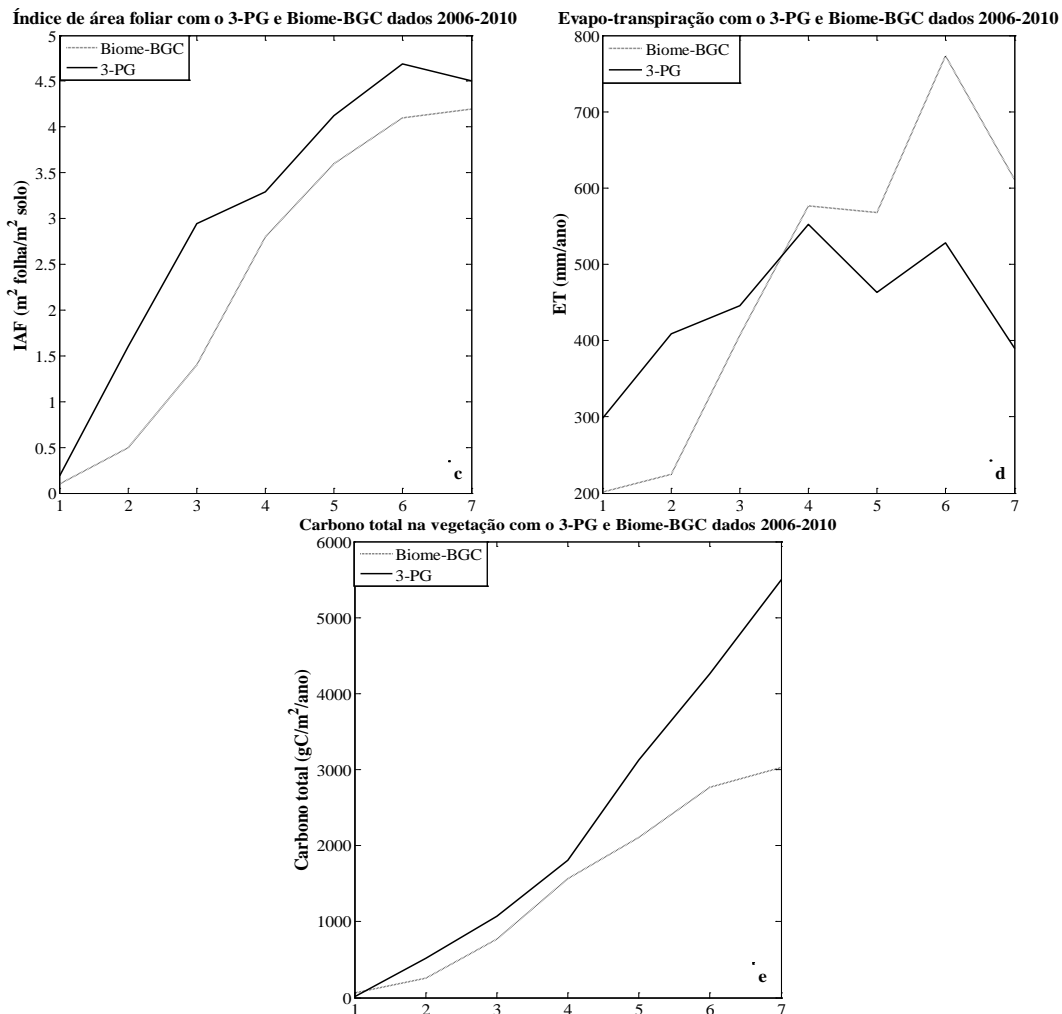 Índice de área foliar com o 3-PG e Biome-BGC dados 2006-2010
5
4.5
4
3.5
3
2.5
2
1.5
1
0.5
0
IAF (m² folha/m² solo)
Biome-BGC
3-PG
c
1 2 3 4 5 6 7
Evapo-transpiração com o 3-PG e Biome-BGC dados 2006-2010
800
700
600
500
400
300
200
ET (mm/ano)
Biome-BGC
3-PG
d
1 2 3 4 5 6 7
Carbono total na vegetação com o 3-PG e Biome-BGC dados 2006-2010
6000
5000
4000
3000
2000
1000
0
Carbono total (gC/m²/ano)
Biome-BGC
3-PG
e
1 2 3 4 5 6 7